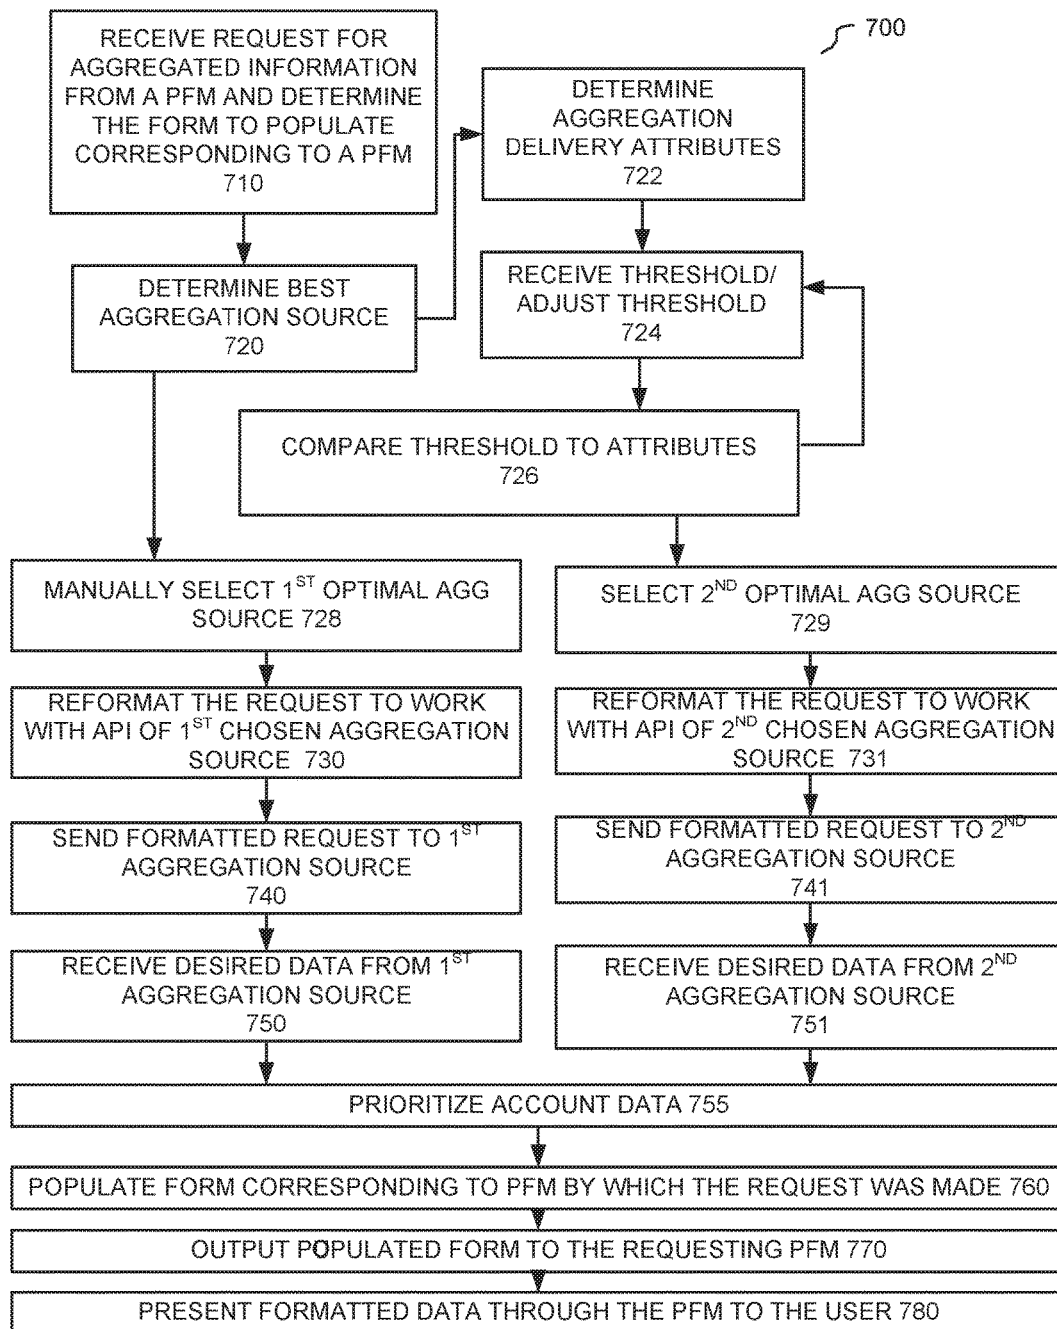 700
RECEIVE REQUEST FOR
AGGREGATED INFORMATION
FROM A PFM AND DETERMINE
THE FORM TO POPULATE
CORRESPONDING TO A PFM
710
DETERMINE
AGGREGATION
DELIVERY ATTRIBUTES
722
DETERMINE BEST
AGGREGATION SOURCE
720
RECEIVE THRESHOLD/
ADJUST THRESHOLD
724
COMPARE THRESHOLD TO ATTRIBUTES
726
MANUALLY SELECT 1ST OPTIMAL AGG
SOURCE 728
SELECT 2ND OPTIMAL AGG SOURCE
729
REFORMAT THE REQUEST TO WORK
WITH API OF 1ST CHOSEN AGGREGATION
SOURCE 730
REFORMAT THE REQUEST TO WORK
WITH API OF 2ND CHOSEN AGGREGATION
SOURCE 731
SEND FORMATTED REQUEST TO 1ST
AGGREGATION SOURCE
740
SEND FORMATTED REQUEST TO 2ND
AGGREGATION SOURCE
741
RECEIVE DESIRED DATA FROM 1ST
AGGREGATION SOURCE
750
RECEIVE DESIRED DATA FROM 2ND
AGGREGATION SOURCE
751
PRIORITIZE ACCOUNT DATA 755
POPULATE FORM CORRESPONDING TO PFM BY WHICH THE REQUEST WAS MADE 760
OUTPUT POPULATED FORM TO THE REQUESTING PFM 770
PRESENT FORMATTED DATA THROUGH THE PFM TO THE USER 780